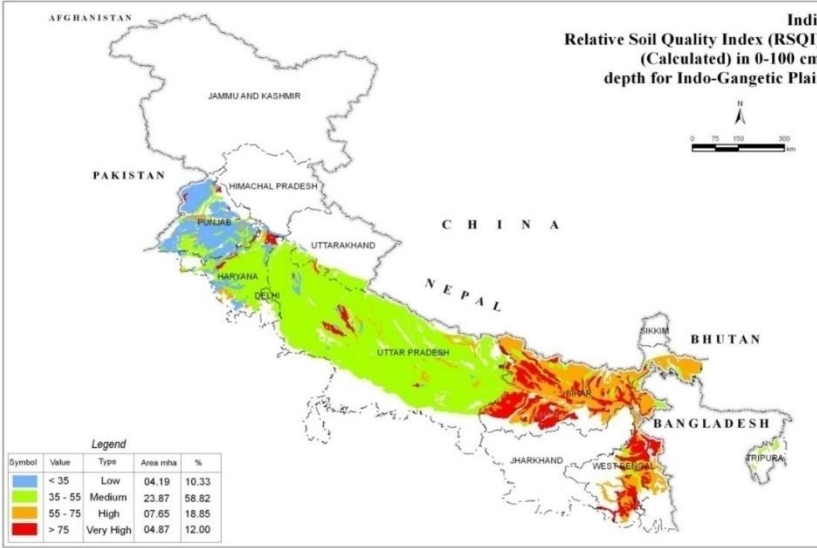 AFGHANISTAN
Indi
Relative Soil Quality Index (RSQI)
(Calculated) in 0-100 cm
depth for Indo-Gangetic Plai
N
0 75 150 300
km
JAMMU AND KASHMIR
PAKISTAN
HIMACHAL PRADESH
PUNJAB
UTTARAKHAND
CHINA
HARYANA
DELHI
NEPAL
UTTAR PRADESH
SIKKIM
BHUTAN
BIHAR
BANGLADESH
JHARKHAND
WEST BENGAL
TRIPURA
Legend
Symbol Value Type Area mha %
< 35 Low 04.19 10.33
35 - 55 Medium 23.87 58.82
55 - 75 High 07.65 18.85
> 75 Very High 04.87 12.00